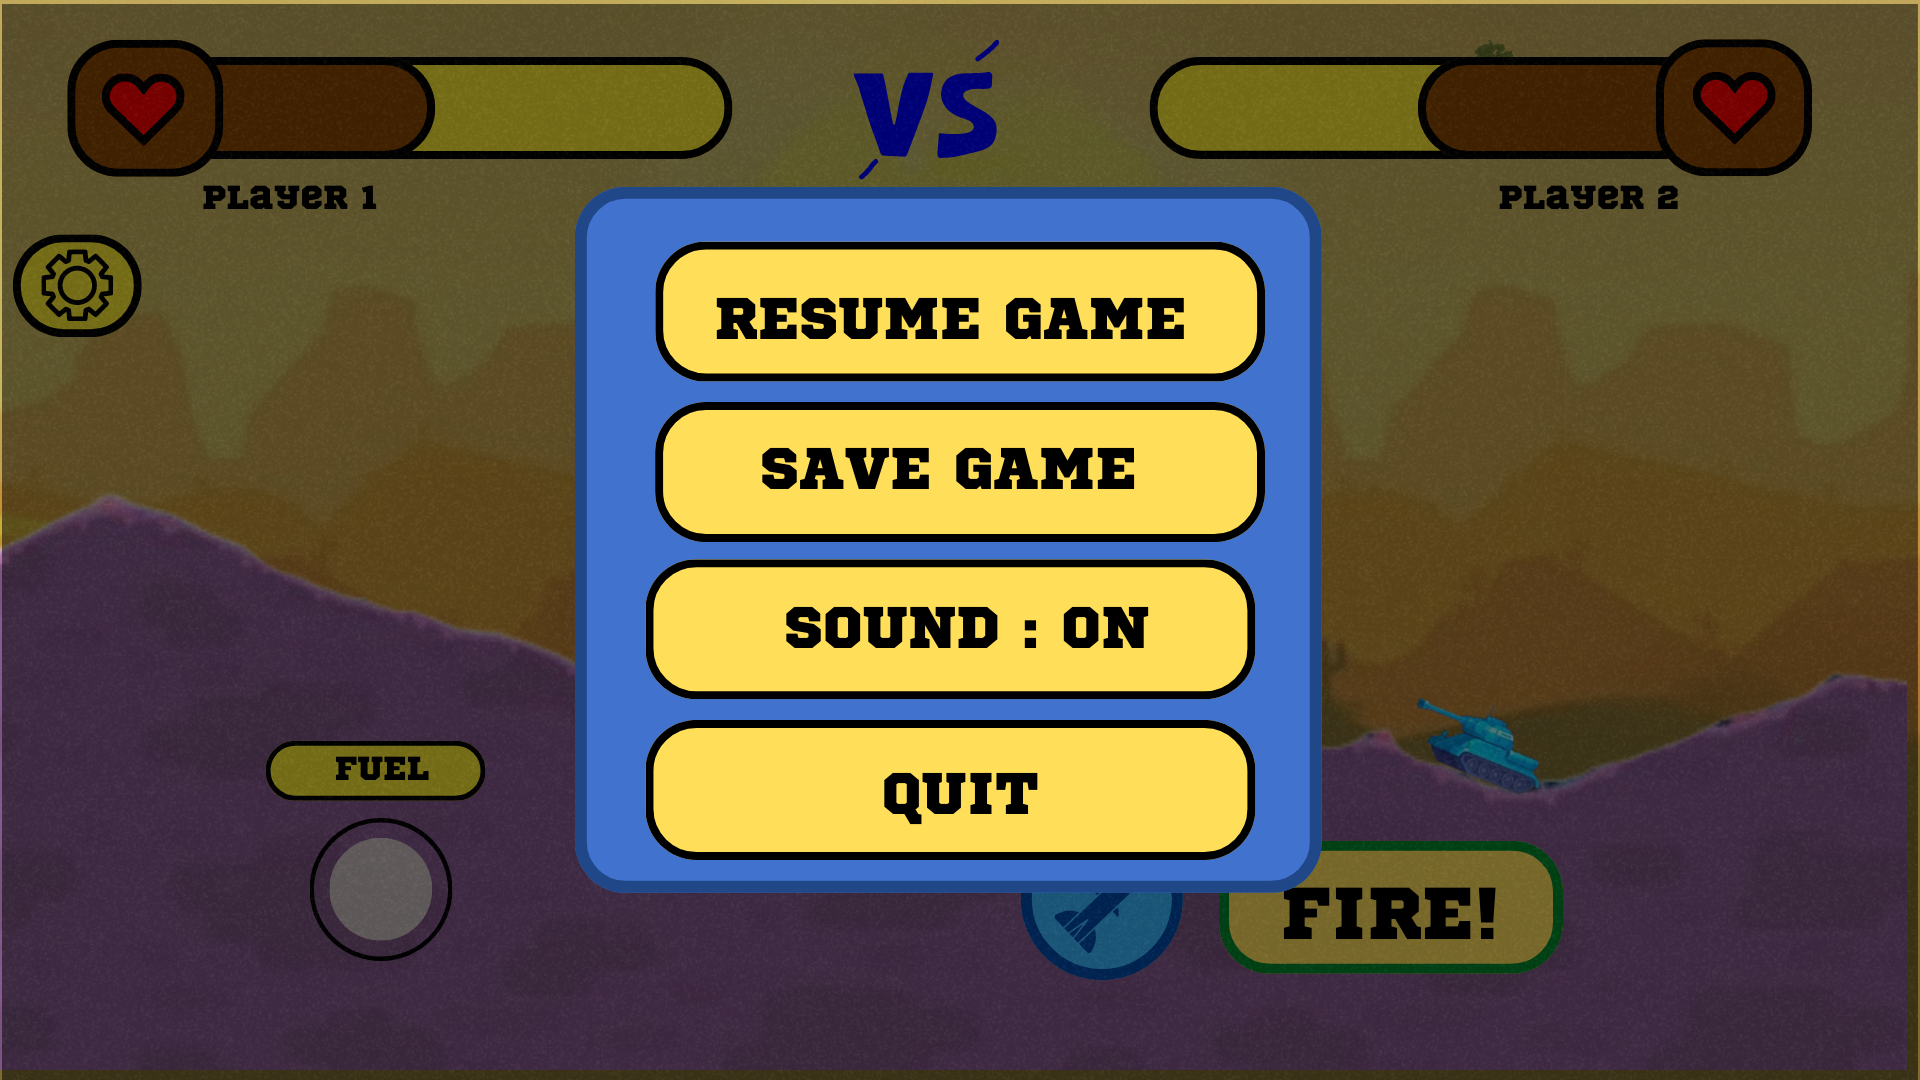 VS
PLAYER 1
PLAYER 2
RESUME GAME
SAVE GAME
SOUND : ON
QUIT
FUEL
FIRE!